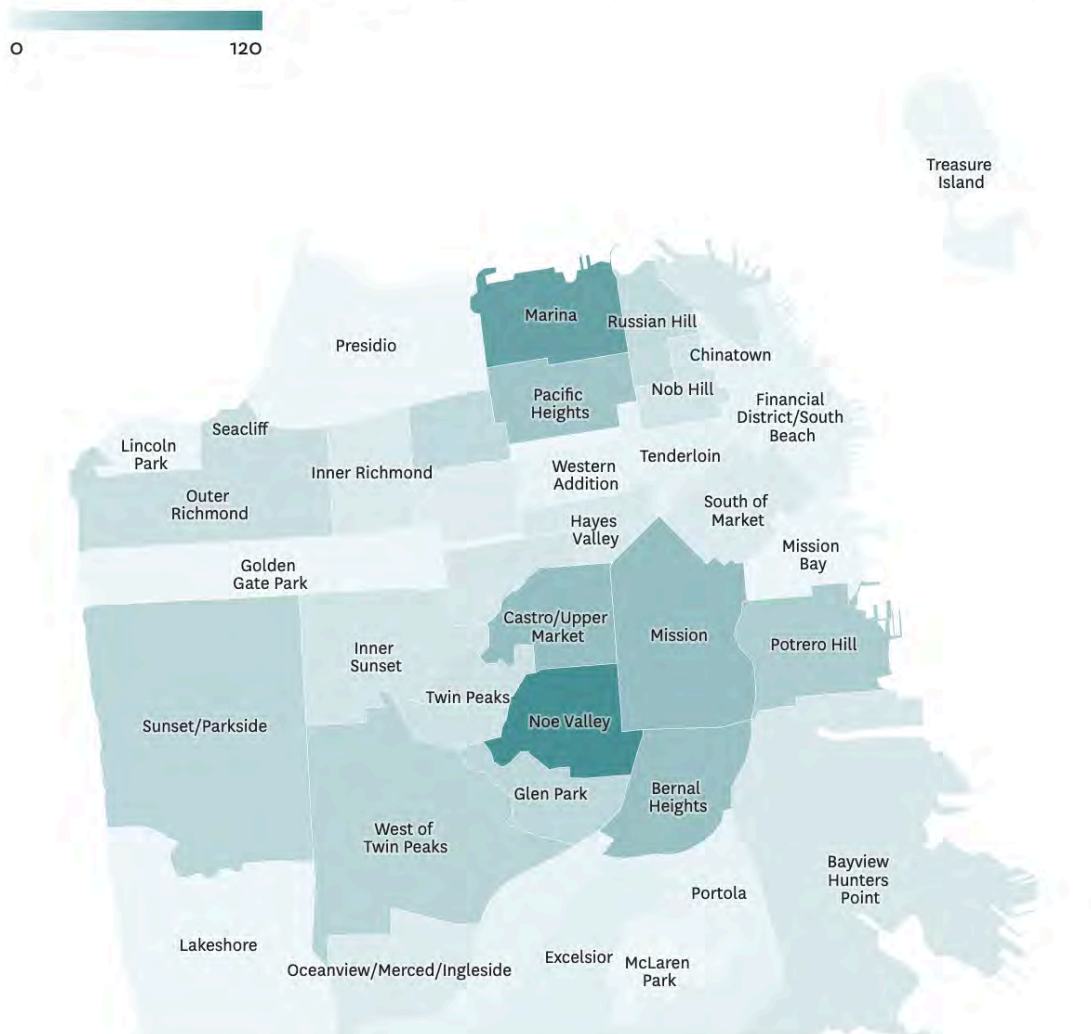 0
120
Treasure
Island
Marina
Russian Hill
Presidio
Chinatown
Pacific
Heights
Nob Hill
Financial
District/South
Beach
Seacliff
Lincoln
Park
Inner Richmond
Western
Addition
Tenderloin
Outer
Richmond
South of
Market
Hayes
Valley
Mission
Bay
Golden
Gate Park
Castro/Upper
Market
Mission
Potrero Hill
Inner
Sunset
Twin Peaks
Sunset/Parkside
Noe Valley
Glen Park
Bernal
Heights
West of
Twin Peaks
Bayview
Hunters
Point
Portola
Lakeshore
Oceanview/Merced/Ingleside
Excelsior
McLaren
Park